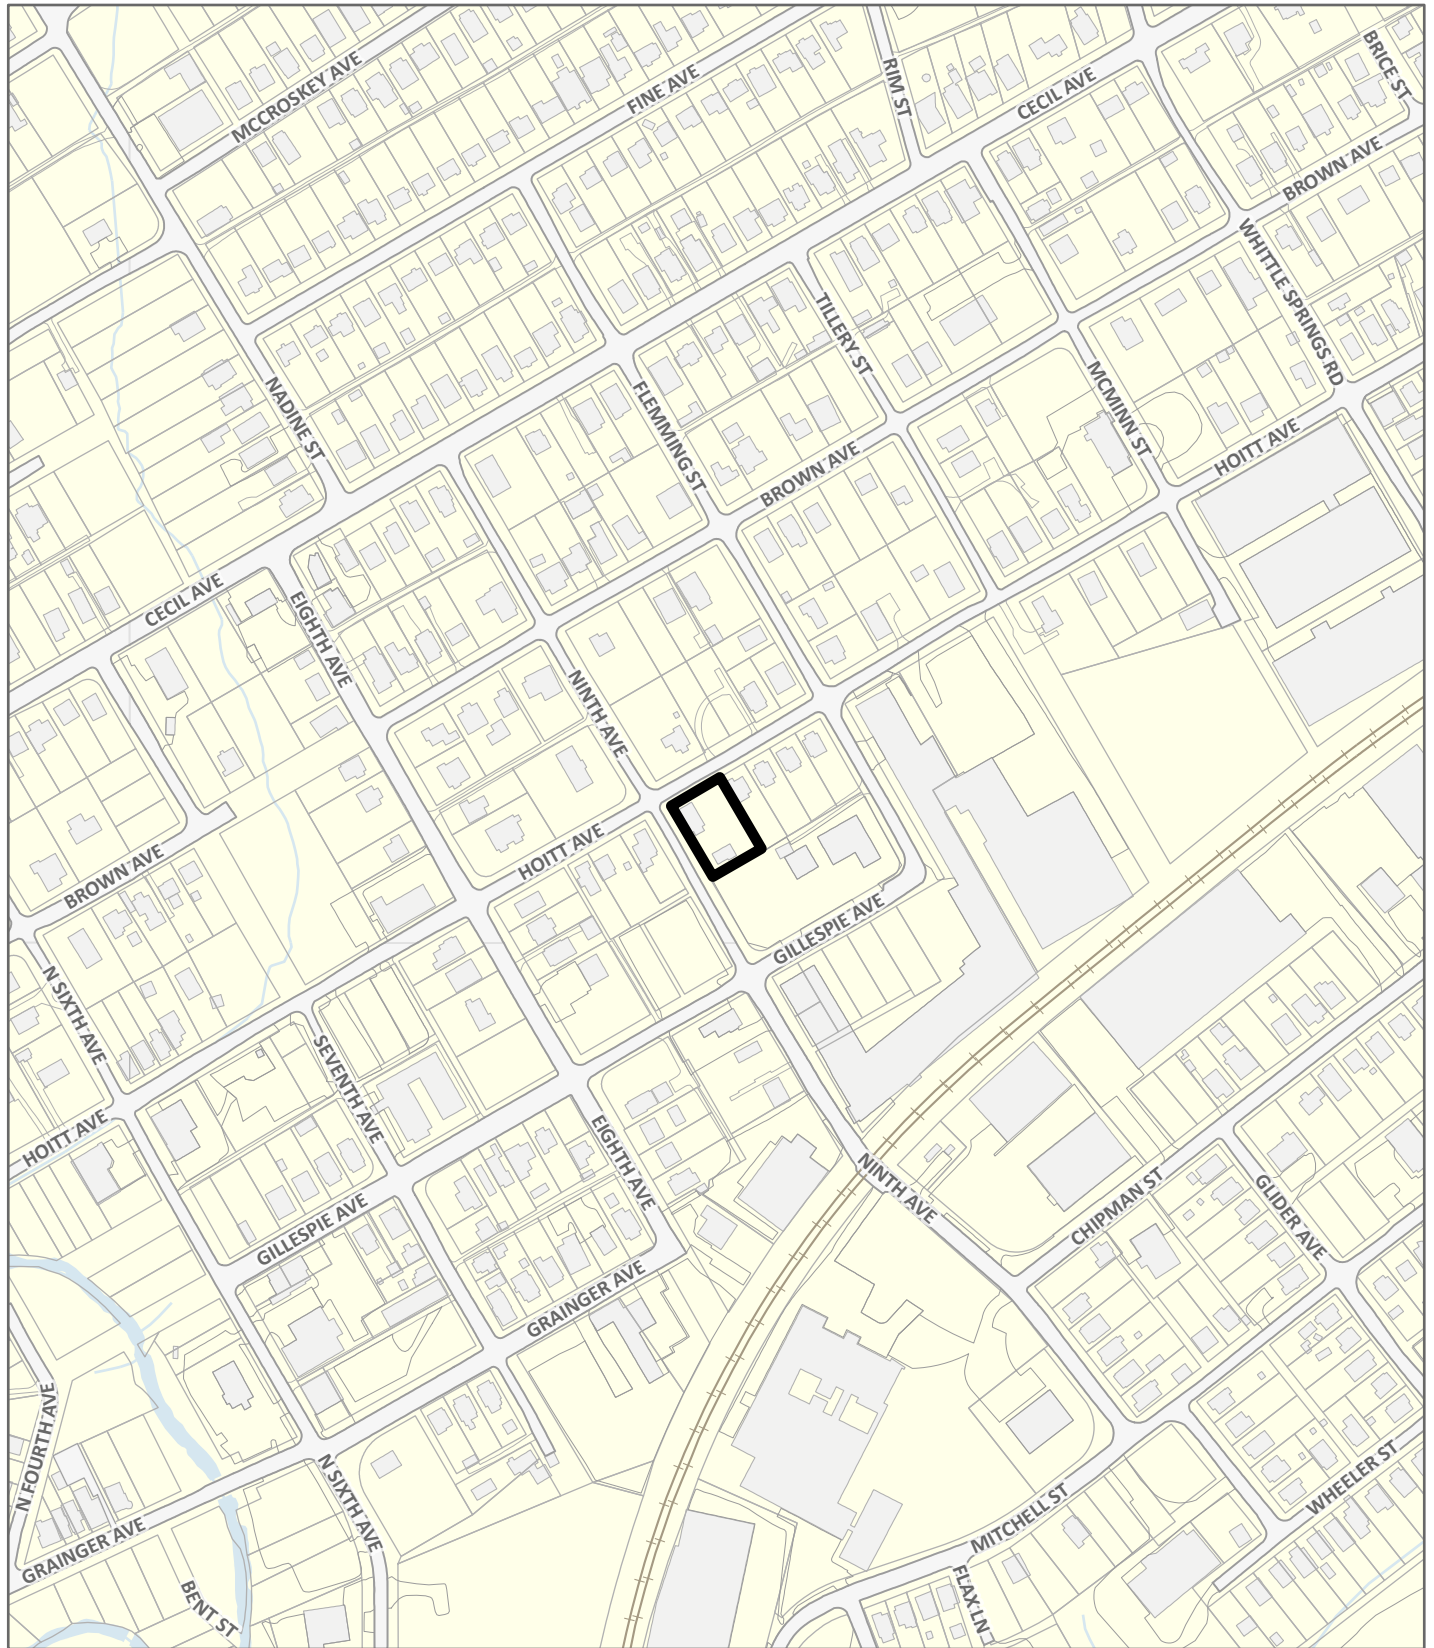 BRICE ST
MCCROSKEY AVE
FINE AVE
RIM ST
CECIL AVE
BROWN AVE
WHITTLE SPRINGS RD
TILLERY ST
NADINE ST
FLEMMING ST
MCMINN ST
HOITT AVE
BROWN AVE
CECIL AVE
EIGHTH AVE
NINTH AVE
HOITT AVE
BROWN AVE
GILLESPIE AVE
N SIXTH AVE
SEVENTH AVE
HOITT AVE
EIGHTH AVE
NINTH AVE
CHIPMAN ST
GLIDER AVE
GILLESPIE AVE
GRAINGER AVE
N FOURTH AVE
N SIXTH AVE
WHEELER ST
MITCHELL ST
GRAINGER AVE
BENT ST
FLAX LN